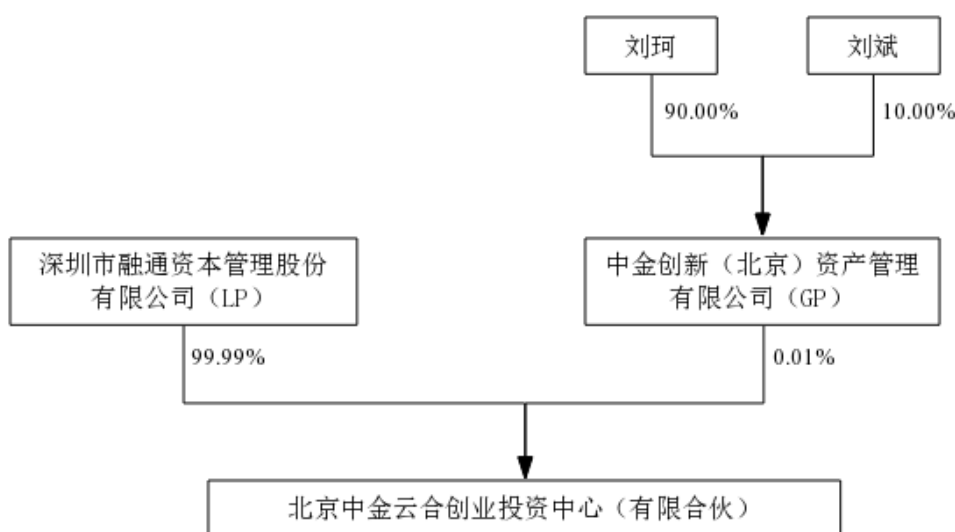 刘珂
刘斌
90.00%
10.00%
深圳市融通资本管理股份
有限公司（LP）
中金创新（北京）资产管理
有限公司（GP）
99.99%
0.01%
北京中金云合创业投资中心（有限合伙）